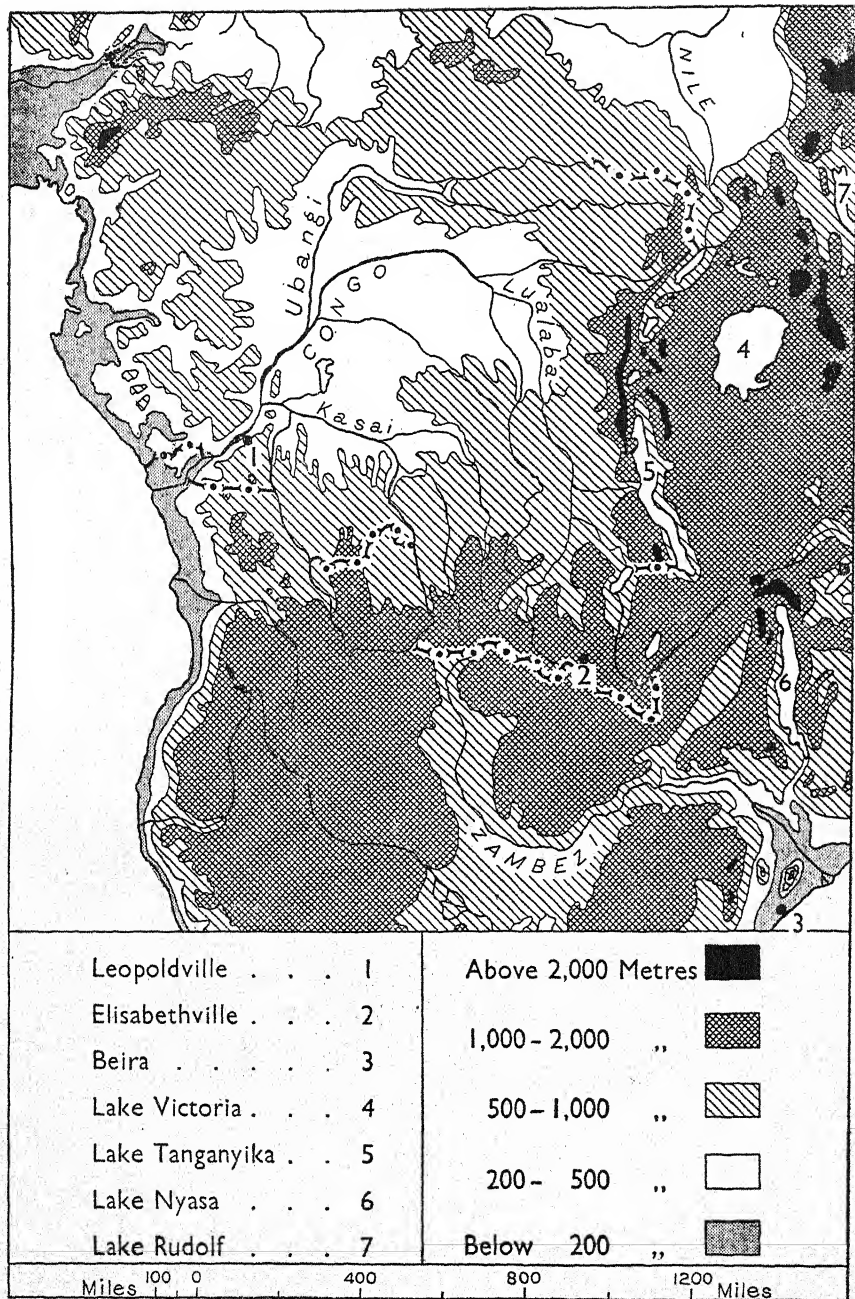 NILE
7
Ubangi
CONGO
Lualaba
4
Kasai
1
5
2
6
ZAMBEZI
3
Leopoldville . . . 1
Elisabethville . . . 2
Beira . . . . . 3
Lake Victoria . . . 4
Lake Tanganyika . . 5
Lake Nyasa . . . 6
Lake Rudolf . . . 7
Above 2,000 Metres
1,000 - 2,000 „
500 - 1,000 „
200 - 500 „
Below 200 „
Miles 100 0 400 800 1200 Miles